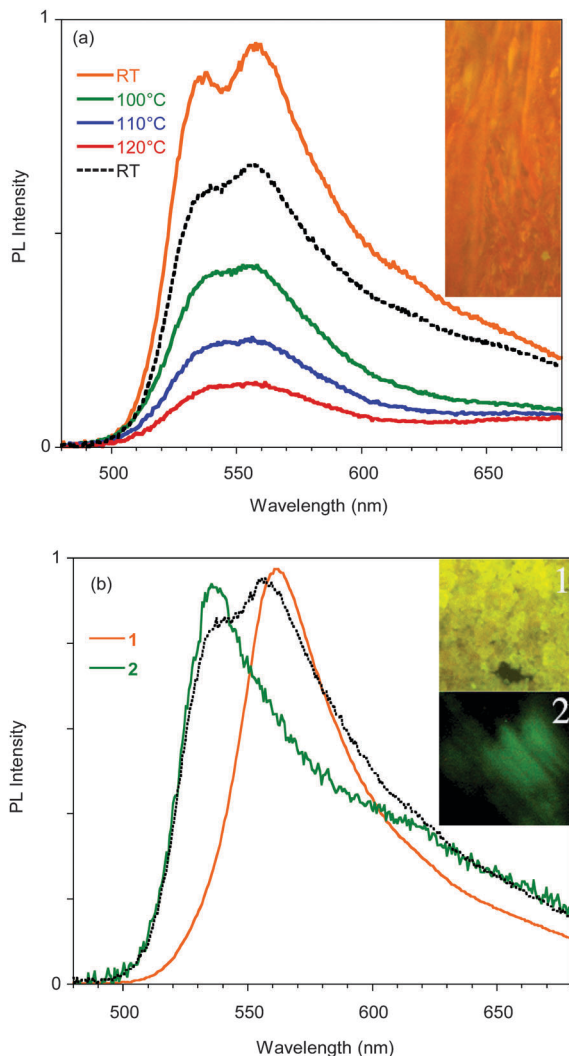 1
(a)
RT
100°C
110°C
120°C
RT
PL Intensity
0
500
550
600
650
Wavelength (nm)
1
(b)
1
2
1
2
PL Intensity
0
500
550
600
650
Wavelength (nm)